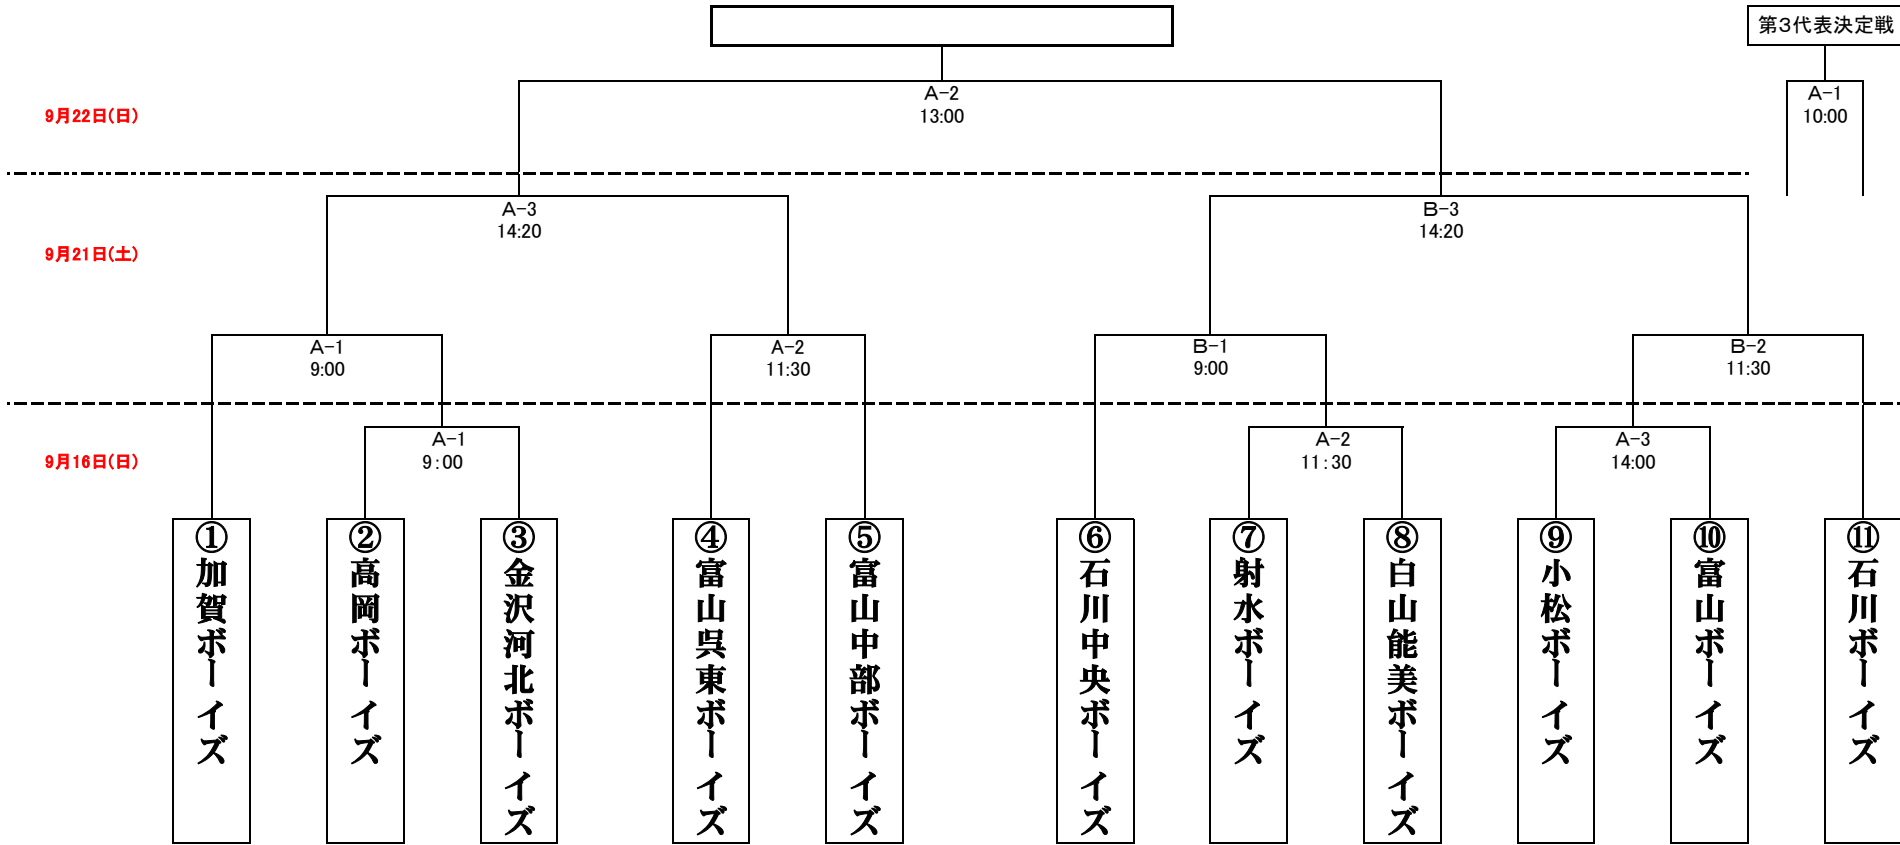 第3代表決定戦
A-2
13:00
A-1
10:00
9月22日(日)
A-3
14:20
B-3
14:20
9月21日(土)
A-1
9:00
A-2
11:30
B-1
9:00
B-2
11:30
A-1
9:00
A-2
11:30
A-3
14:00
9月16日(日)
①加賀ボーイズ
②高岡ボーイズ
③金沢河北ボーイズ
④富山呉東ボーイズ
⑤富山中部ボーイズ
⑥石川中央ボーイズ
⑦射水ボーイズ
⑧白山能美ボーイズ
⑨小松ボーイズ
⑩富山ボーイズ
⑪石川ボーイズ